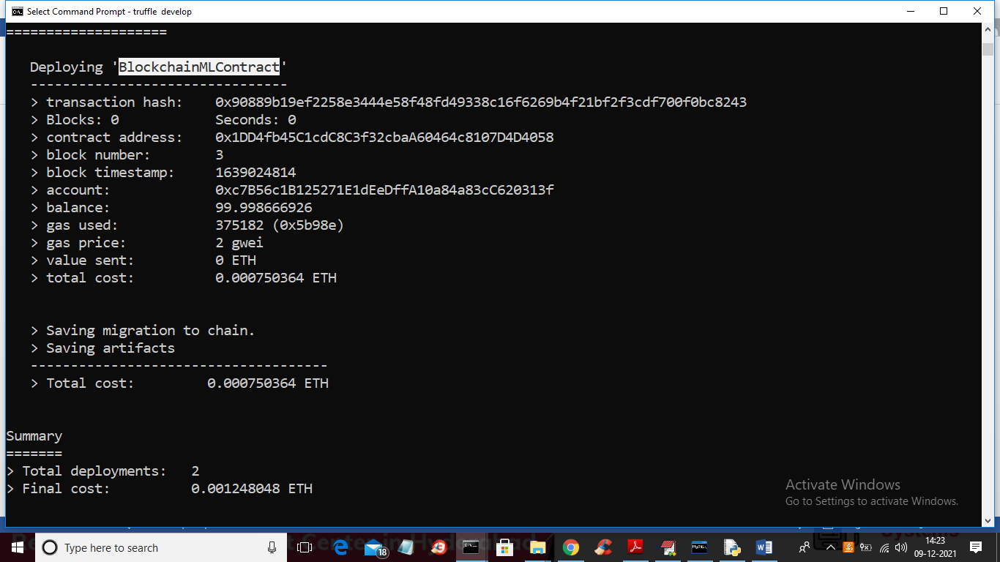 Select Command Prompt - truffle  develop
=====================
Deploying 'BlockchainMLContract'
--------------------------------
> transaction hash:    0x90889b19ef2258e3444e58f48fd49338c16f6269b4f21bf2f3cdf700f0bc8243
> Blocks: 0            Seconds: 0
> contract address:    0x1DD4fb45C1cdC8C3f32cbaA60464c8107D4D4058
> block number:        3
> block timestamp:     1639024814
> account:             0xc7B56c1B125271E1dEeDffA10a84a83cC620313f
> balance:             99.998666926
> gas used:            375182 (0x5b98e)
> gas price:           2 gwei
> value sent:          0 ETH
> total cost:          0.000750364 ETH
> Saving migration to chain.
> Saving artifacts
-------------------------------------
> Total cost:         0.000750364 ETH
Summary
=======
> Total deployments:   2
> Final cost:          0.001248048 ETH
Activate Windows
Go to Settings to activate Windows.
Type here to search
18
MySQL
14:23
09-12-2021